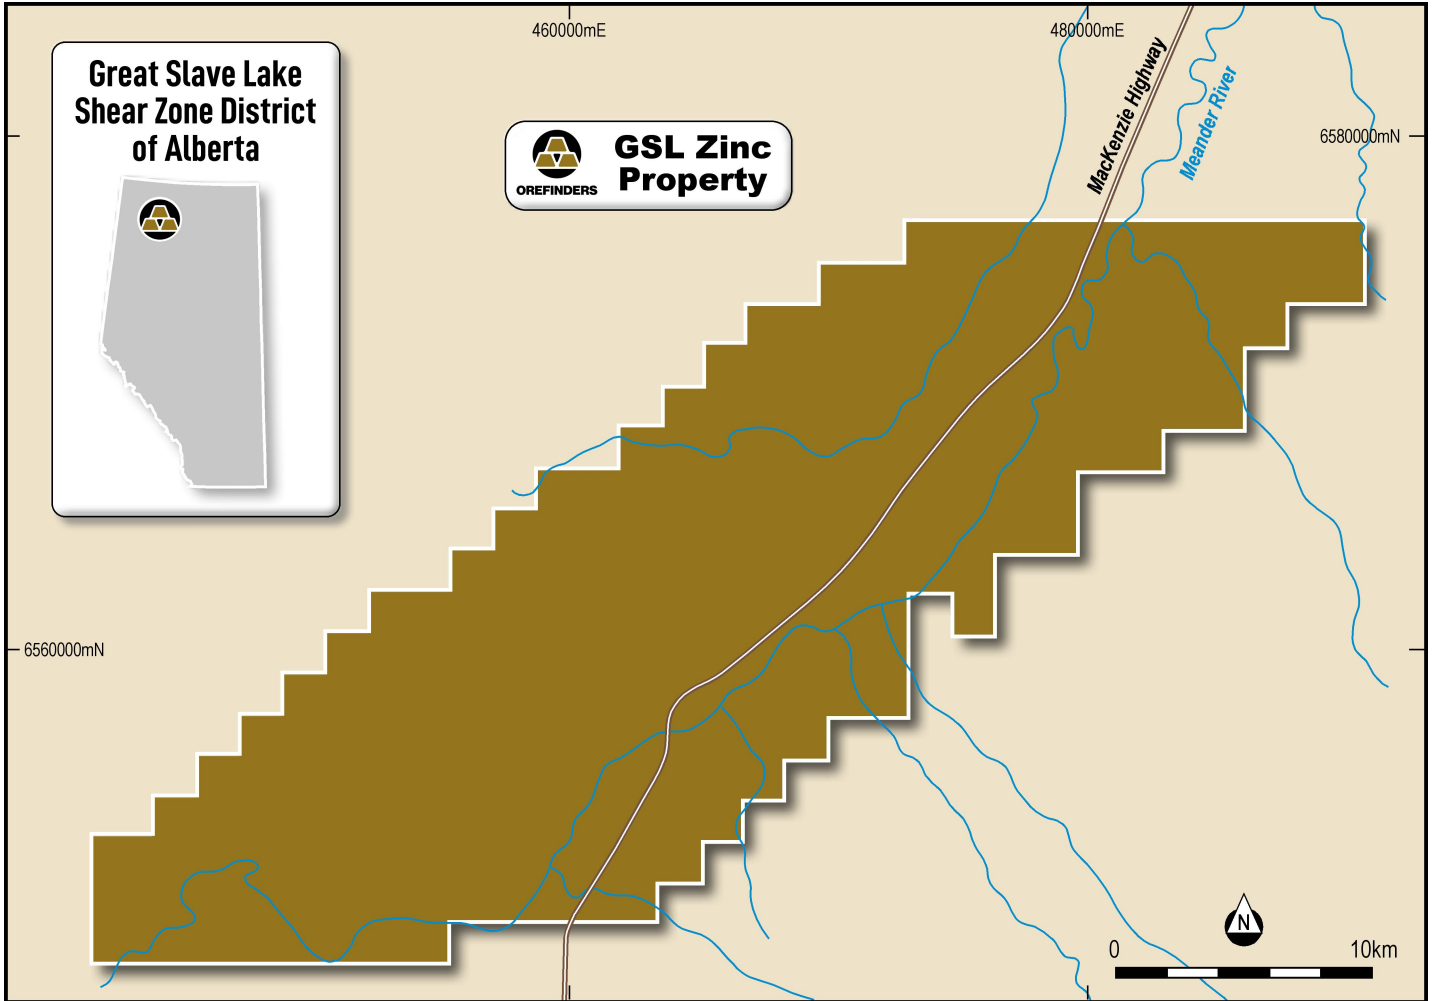 460000mE
480000mE
Great Slave Lake
Shear Zone District
of Alberta
MacKenzie Highway
Meander River
6580000mN
GSL Zinc
Property
OREFINDERS
6560000mN
N
0
10km